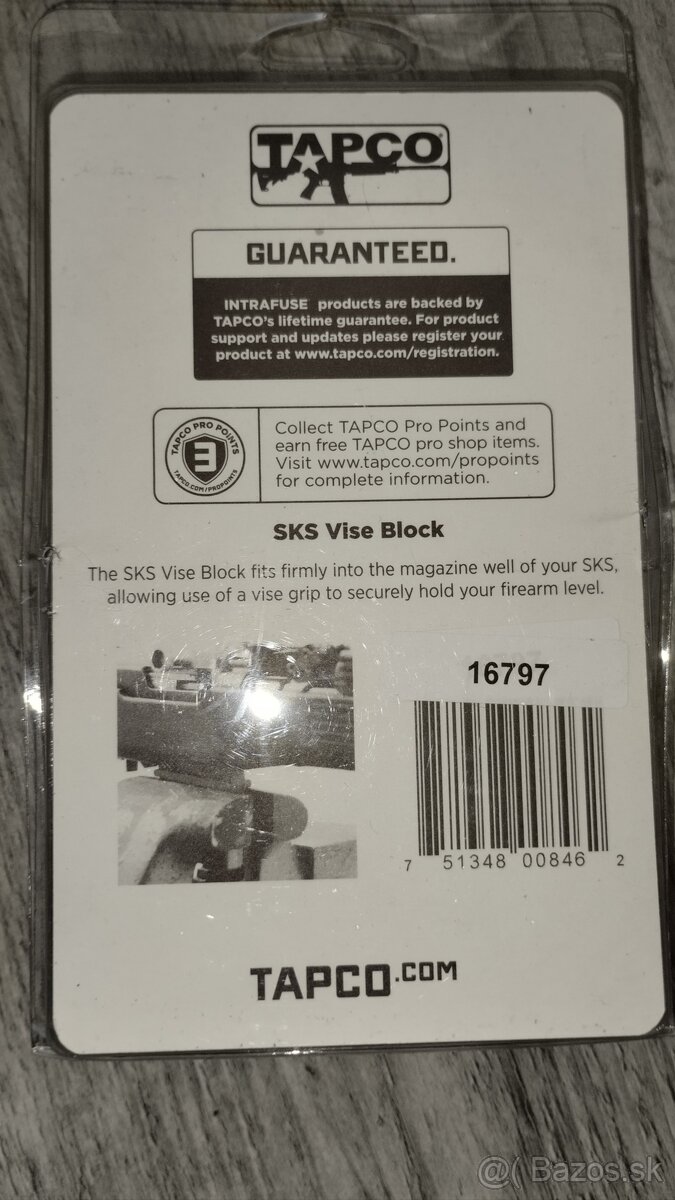 TAPCO
GUARANTEED.
INTRAFUSE products are backed by
TAPCO's lifetime guarantee. For product
support and updates please register your
product at www.tapco.com/registration.
TAPCO PRO POINTS
3
TAPCO.COM/PROPOINTS
Collect TAPCO Pro Points and
earn free TAPCO pro shop items.
Visit www.tapco.com/propoints
for complete information.
SKS Vise Block
The SKS Vise Block fits firmly into the magazine well of your SKS,
allowing use of a vise grip to securely hold your firearm level.
16797
7 51348 00846 2
TAPCO.COM
@( Bazos.sk